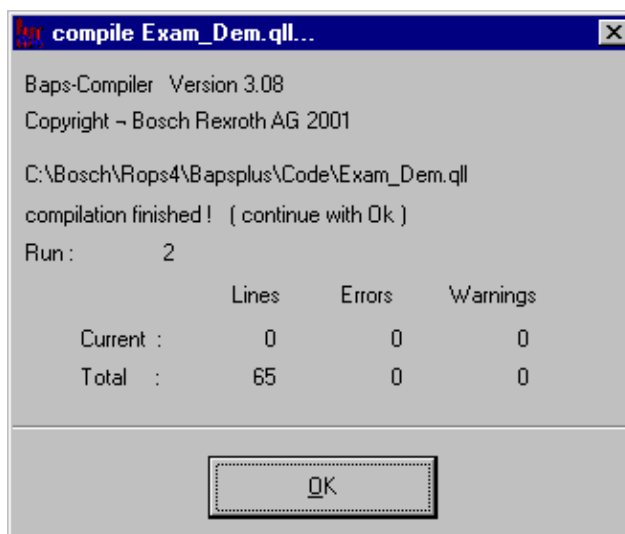 compile Exam_Dem.qll...
Baps-Compiler Version 3.08
Copyright ¬ Bosch Rexroth AG 2001
C:\Bosch\Rops4\Bapsplus\Code\Exam_Dem.qll
compilation finished ! ( continue with Ok )
Run : 2
Lines Errors Warnings
Current : 0 0 0
Total : 65 0 0
OK